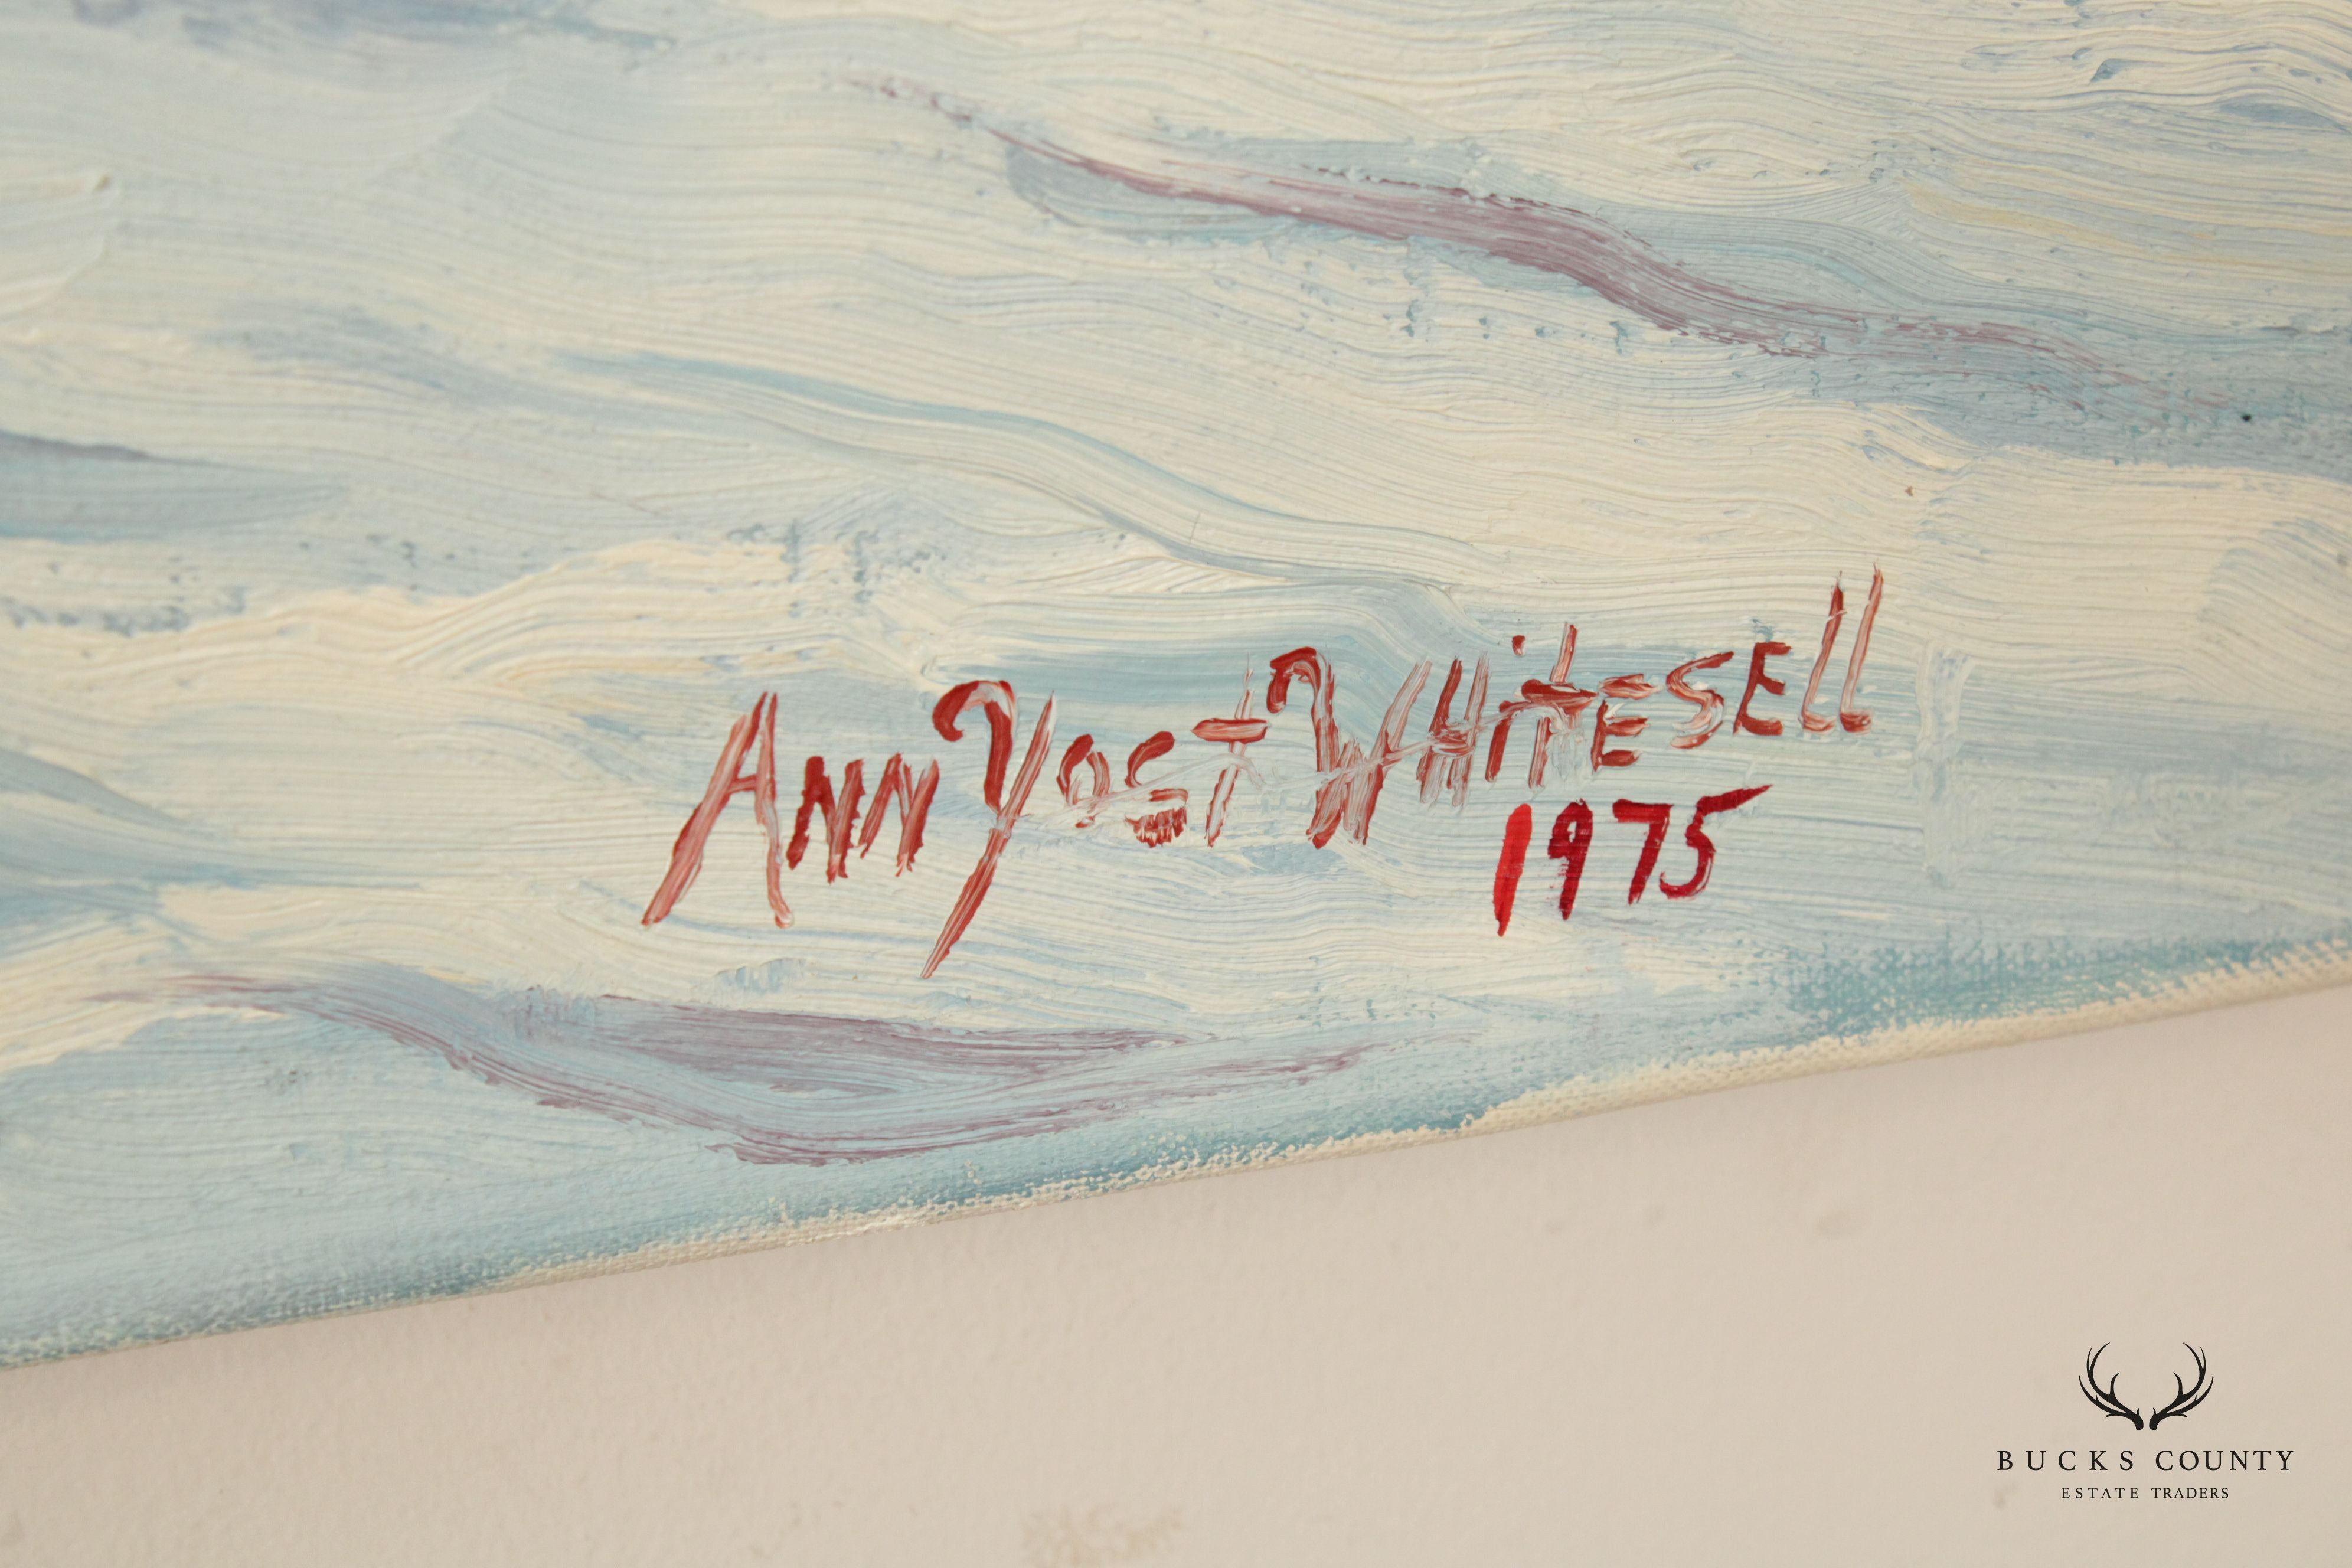 Ann Yost Whitesell
1975
BUCKS COUNTY
ESTATE TRADERS